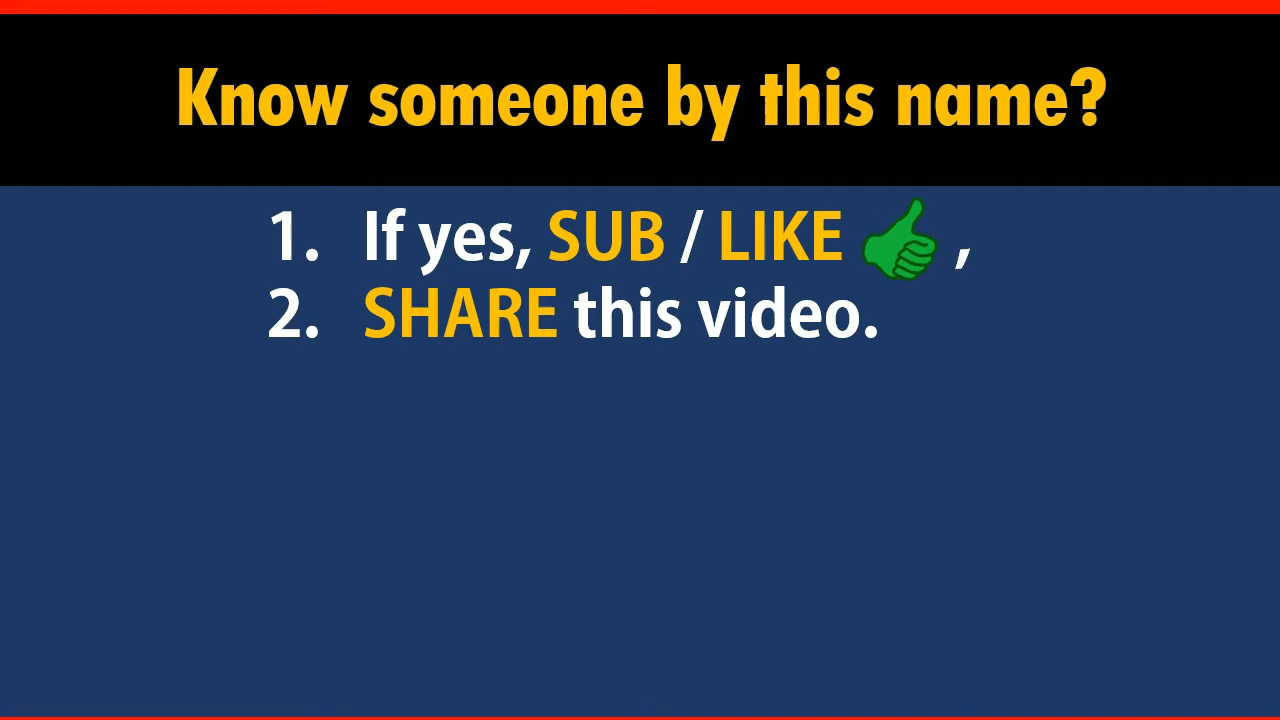 Know someone by this name?
1. If yes, SUB / LIKE ,
2. SHARE this video.